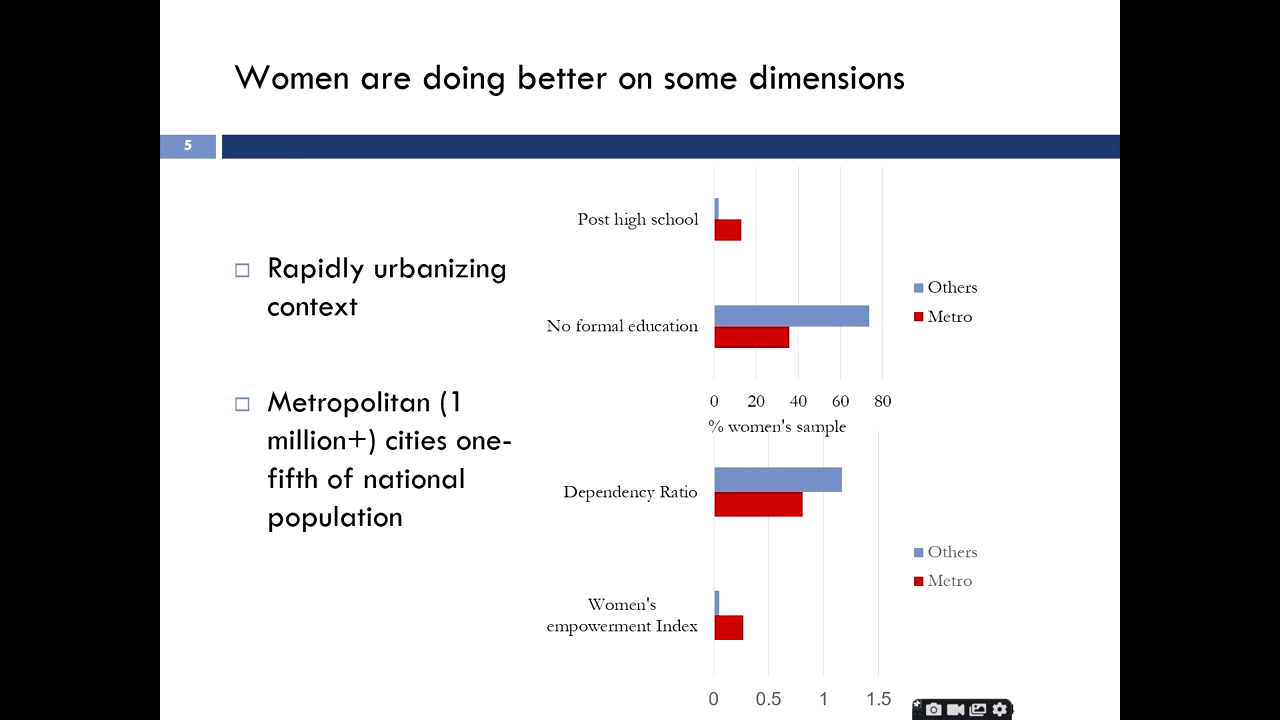 Women are doing better on some dimensions
5
Rapidly urbanizing
context
Metropolitan (1
million+) cities one-
fifth of national
population
Post high school
No formal education
0 20 40 60 80
% women's sample
Others
Metro
Dependency Ratio
Women's
empowerment Index
0 0.5 1 1.5
Others
Metro